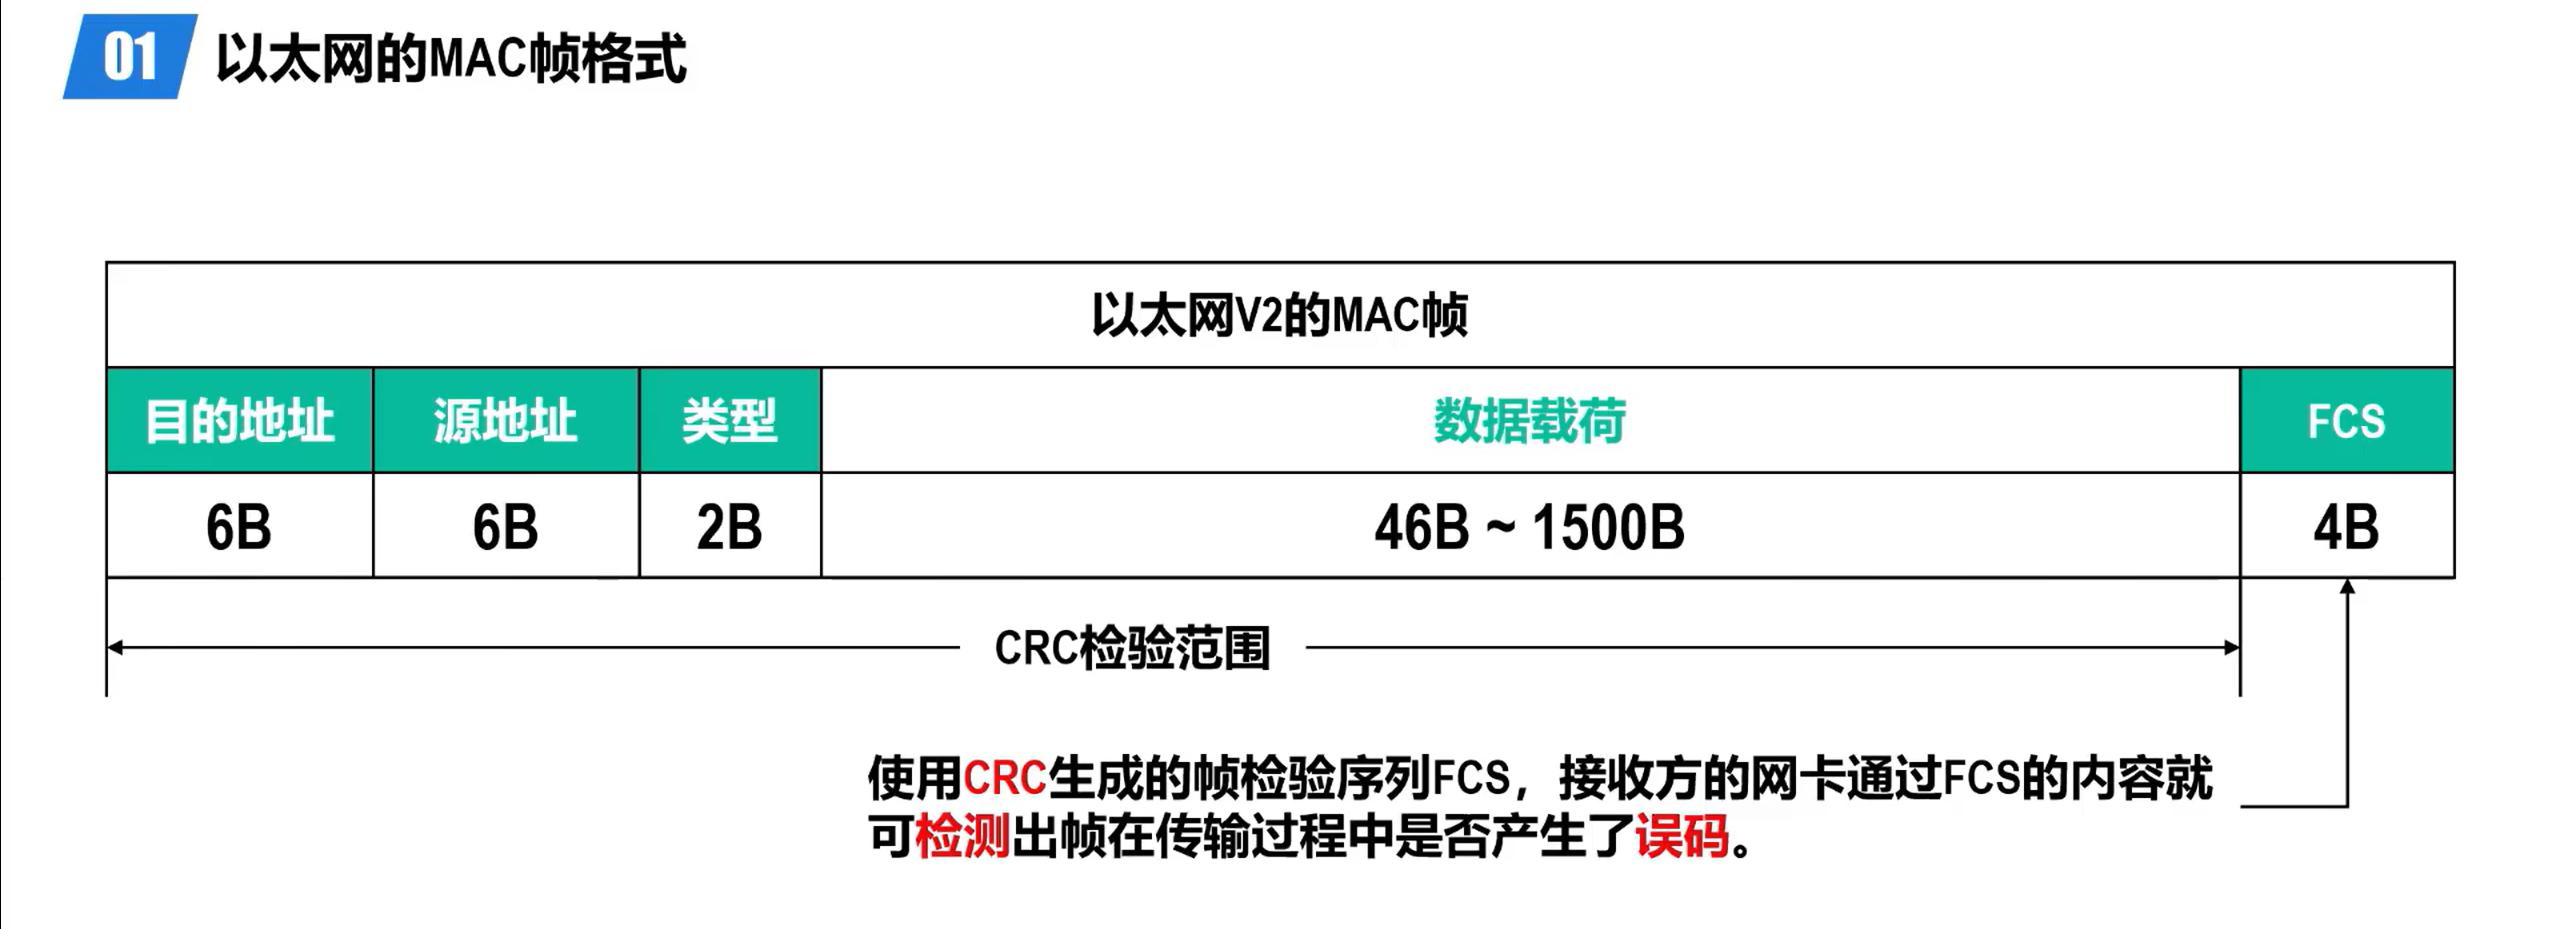 01 以太网的MAC帧格式
以太网V2的MAC帧
目的地址 源地址 类型 数据载荷 FCS
6B 6B 2B 46B ~ 1500B 4B
CRC检验范围
使用CRC生成的帧检验序列FCS，接收方的网卡通过FCS的内容就
可检测出帧在传输过程中是否产生了误码。